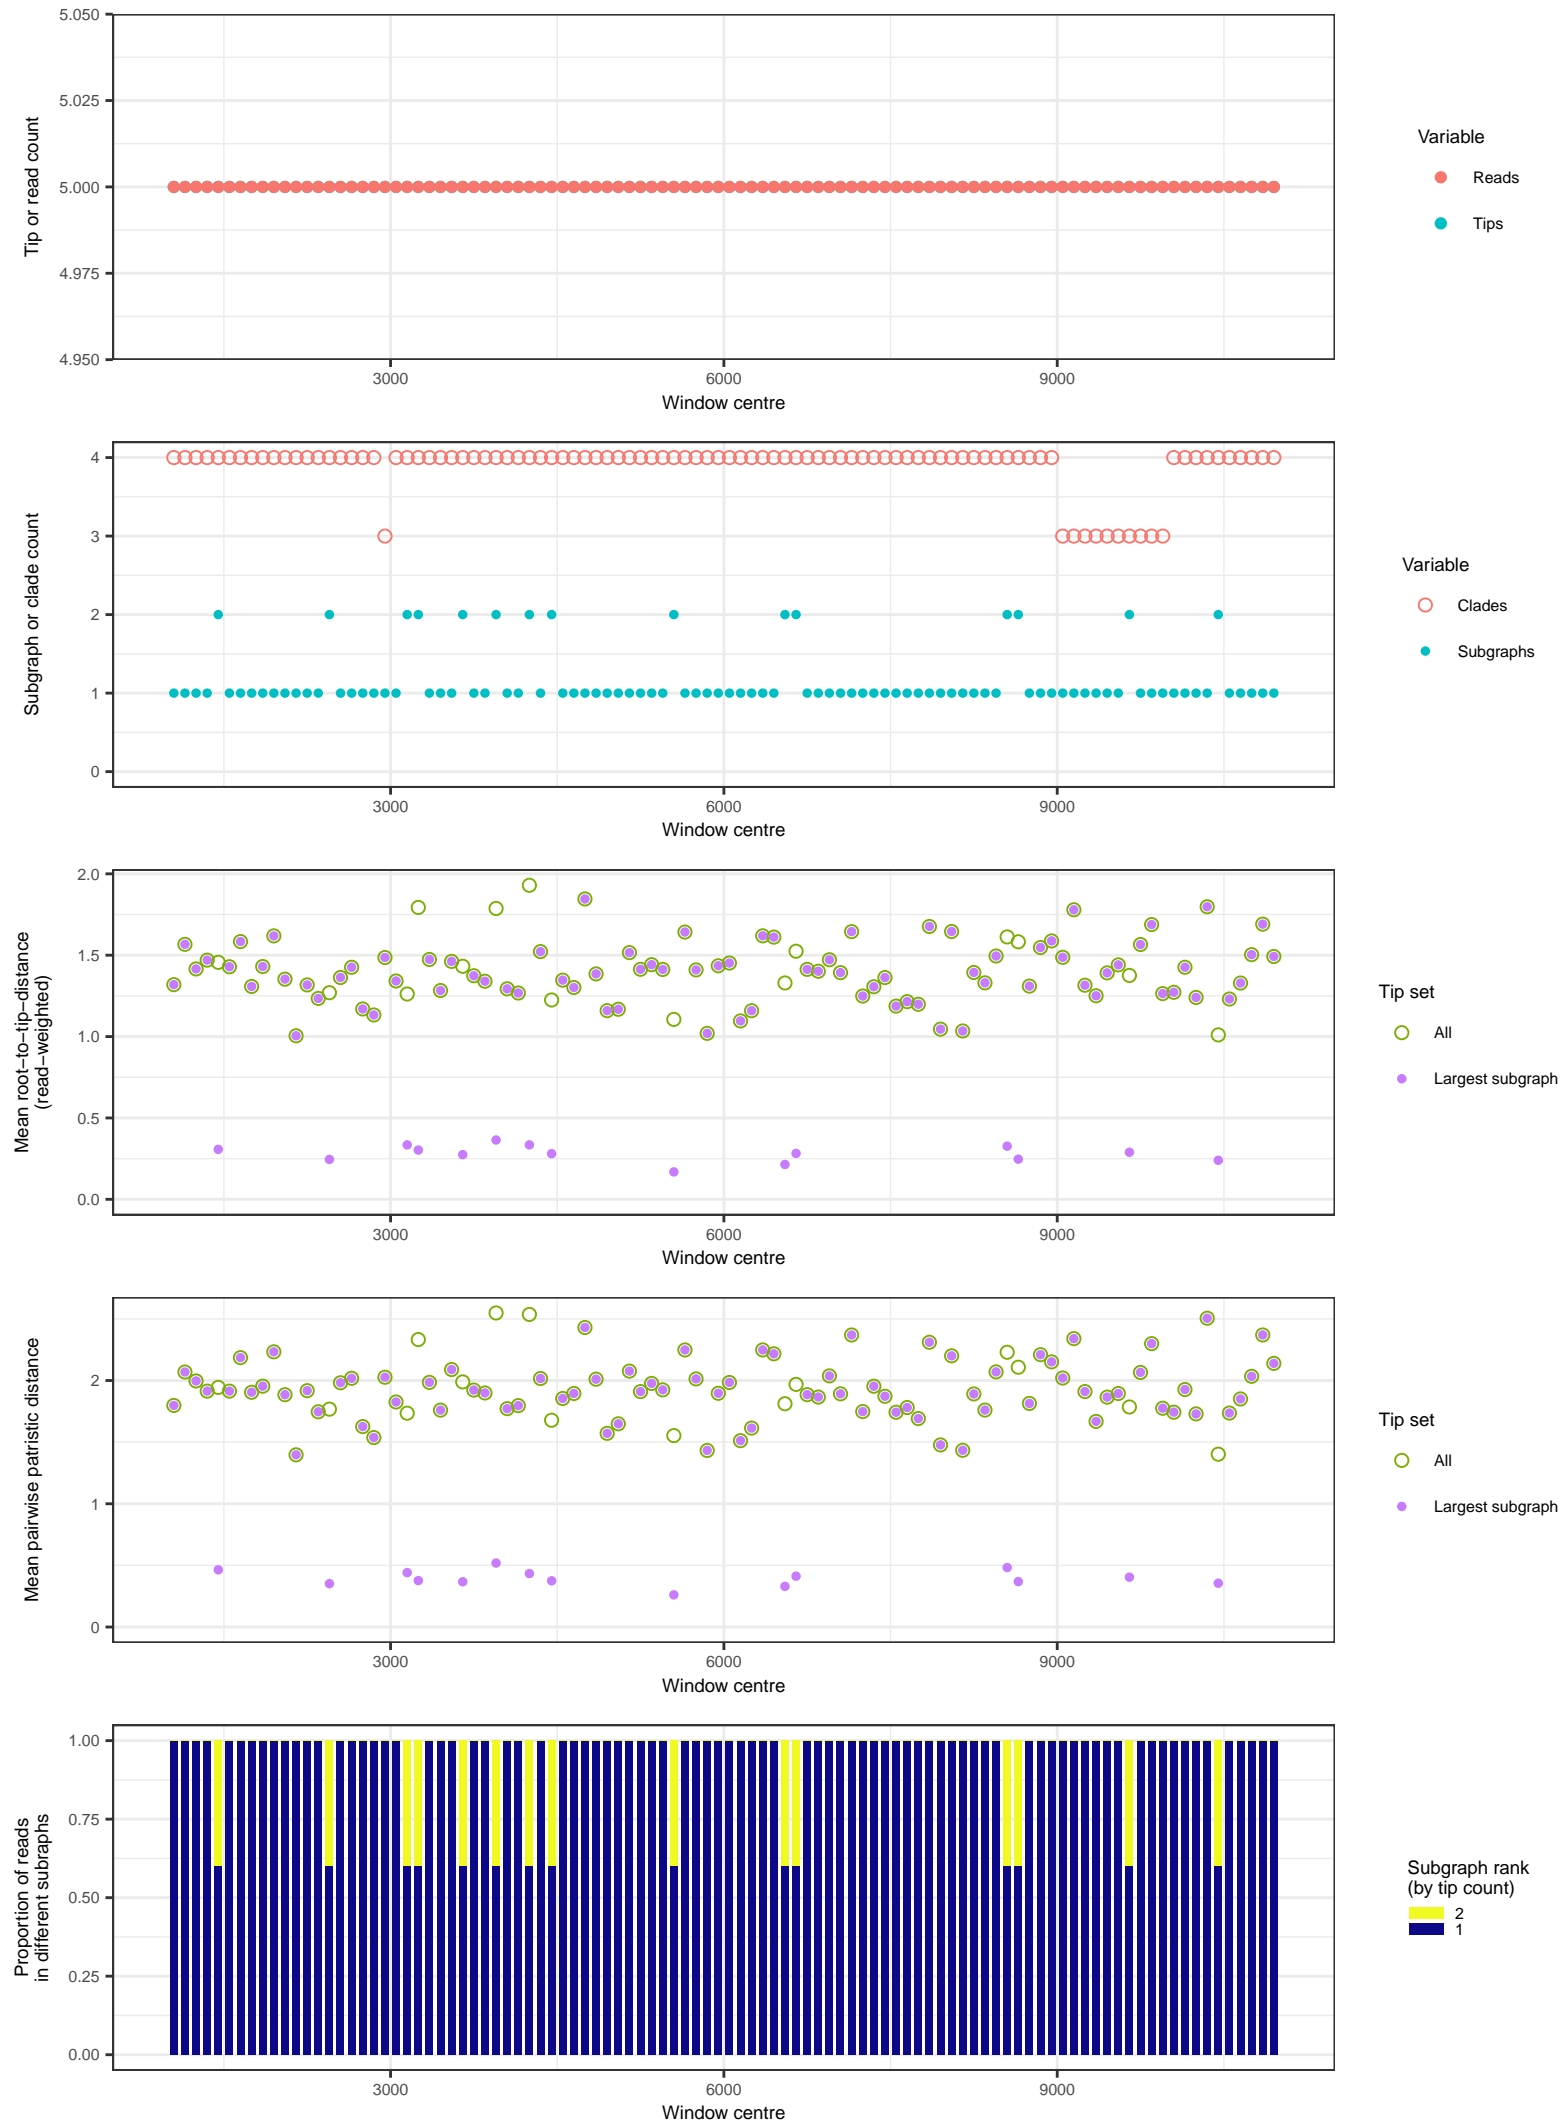 5.050
5.025
5.000
4.975
4.950
Tip or read count
3000 6000 9000
Window centre
Variable
Reads
Tips
4
3
2
1
0
Subgraph or clade count
3000 6000 9000
Window centre
Variable
Clades
Subgraphs
2.0
1.5
1.0
0.5
0.0
Mean root−to−tip−distance
(read−weighted)
3000 6000 9000
Window centre
Tip set
All
Largest subgraph
2
1
0
Mean pairwise patristic distance
3000 6000 9000
Window centre
Tip set
All
Largest subgraph
1.00
0.75
0.50
0.25
0.00
Proportion of reads
in different subraphs
3000 6000 9000
Window centre
Subgraph rank
(by tip count)
2
1